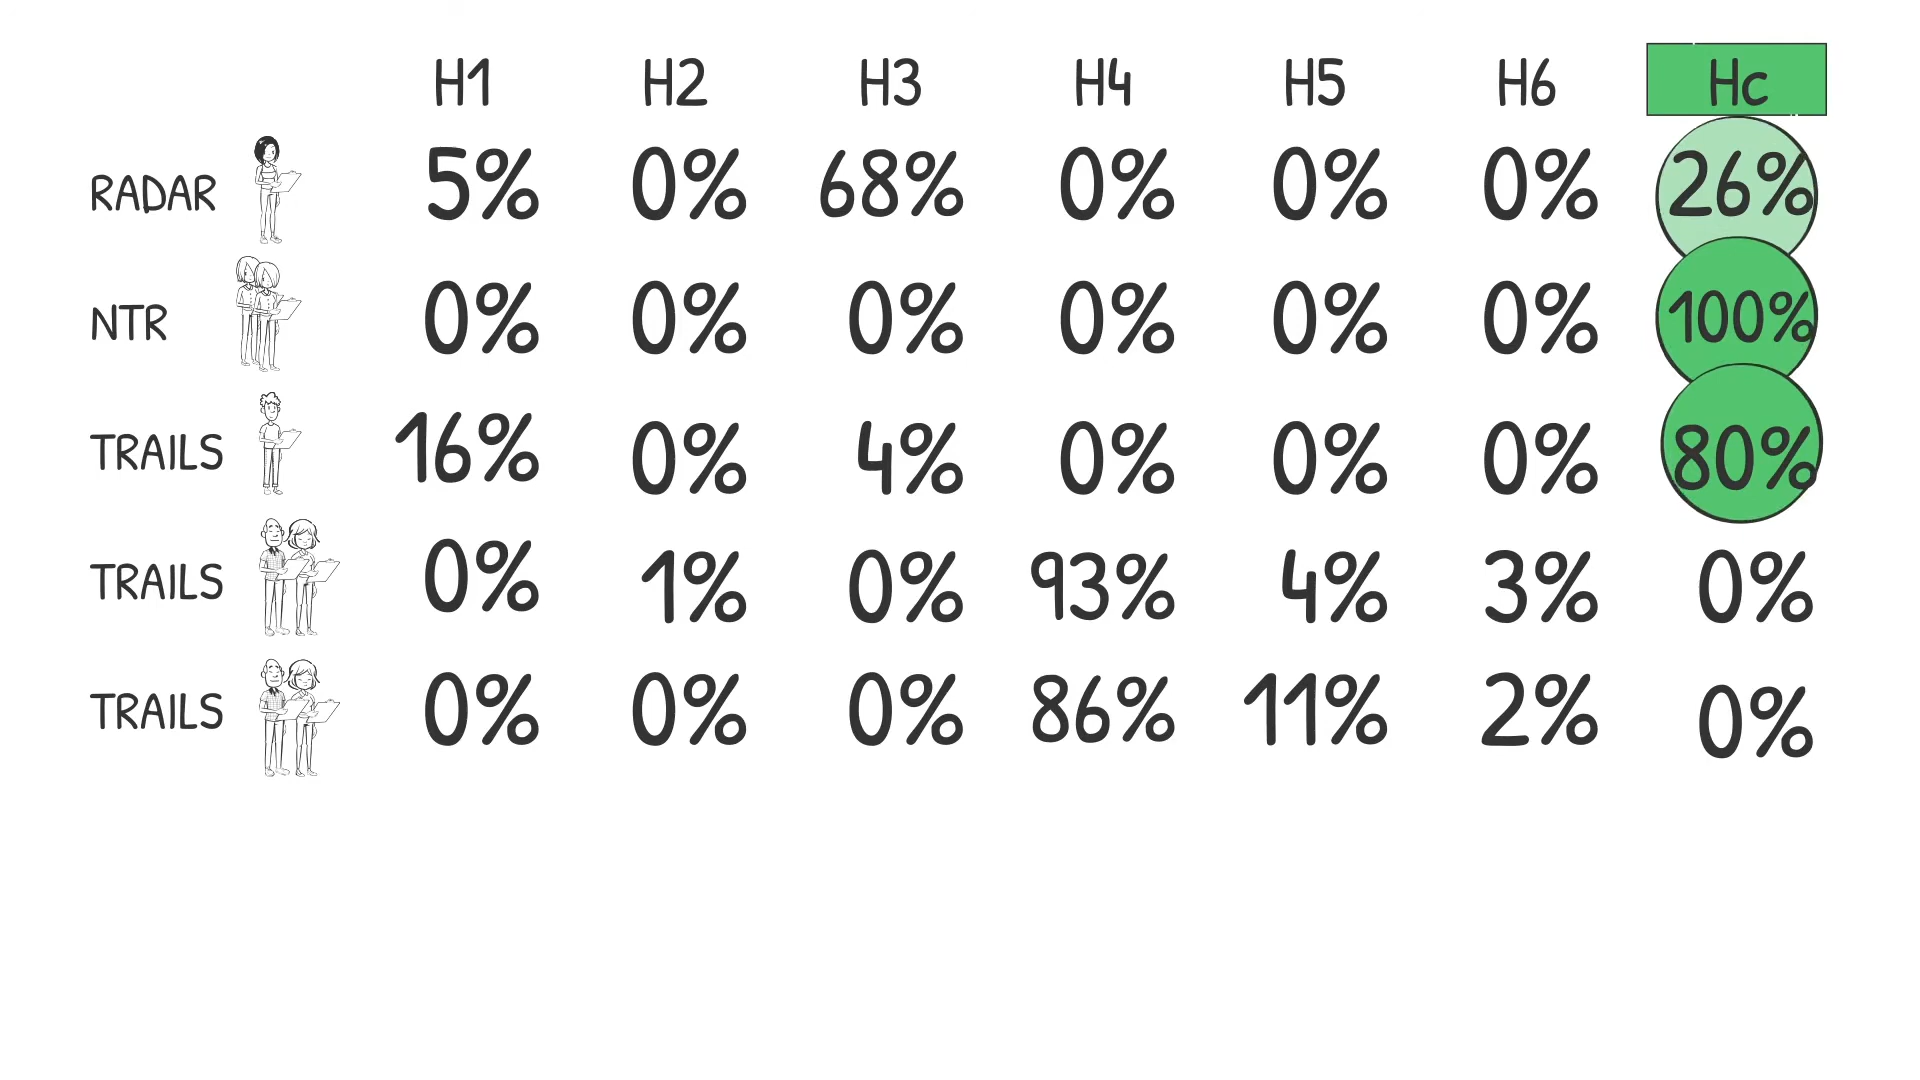 H1 H2 H3 H4 H5 H6 Hc
RADAR 5% 0% 68% 0% 0% 0% 26%
NTR 0% 0% 0% 0% 0% 0% 100%
TRAILS 16% 0% 4% 0% 0% 0% 80%
TRAILS 0% 1% 0% 93% 4% 3% 0%
TRAILS 0% 0% 0% 86% 11% 2% 0%